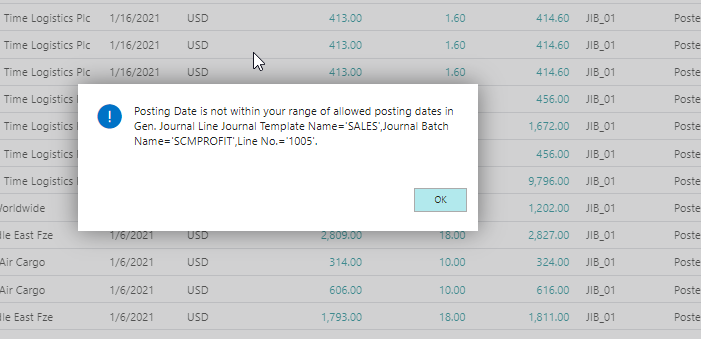 Time Logistics Plc 1/16/2021 USD 413.00 1.60 414.60 JIB_01 Poste
Time Logistics Plc 1/16/2021 USD 413.00 1.60 414.60 JIB_01 Poste
Time Logistics Plc 1/16/2021 USD 413.00 1.60 414.60 JIB_01 Poste
Time Logistics 456.00 JIB_01 Poste
Time Logistics 1,672.00 JIB_01 Poste
Time Logistics 456.00 JIB_01 Poste
Time Logistics 9,796.00 JIB_01 Poste
Posting Date is not within your range of allowed posting dates in
Gen. Journal Line Journal Template Name='SALES',Journal Batch
Name='SCMPROFIT',Line No.='1005'.
OK
orldwide 1,202.00 JIB_01 Poste
dle East Fze 1/6/2021 USD 2,809.00 18.00 2,827.00 JIB_01 Poste
Air Cargo 1/6/2021 USD 314.00 10.00 324.00 JIB_01 Poste
Air Cargo 1/6/2021 USD 606.00 10.00 616.00 JIB_01 Poste
dle East Fze 1/6/2021 USD 1,793.00 18.00 1,811.00 JIB_01 Poste